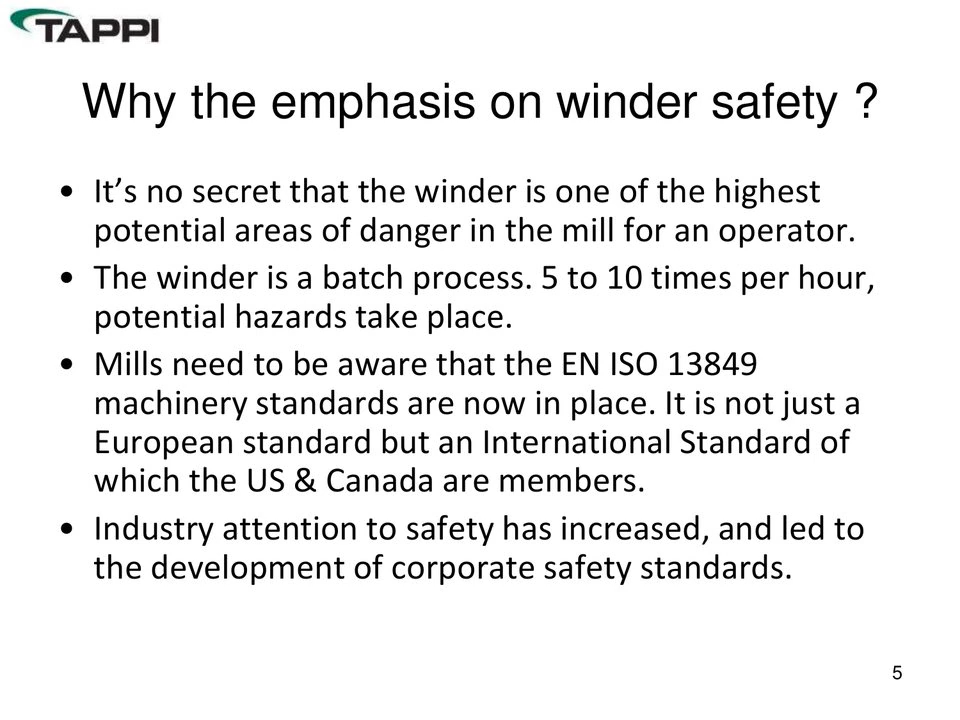 TAPPI
Why the emphasis on winder safety ?
• It’s no secret that the winder is one of the highest
potential areas of danger in the mill for an operator.
• The winder is a batch process. 5 to 10 times per hour,
potential hazards take place.
• Mills need to be aware that the EN ISO 13849
machinery standards are now in place. It is not just a
European standard but an International Standard of
which the US & Canada are members.
• Industry attention to safety has increased, and led to
the development of corporate safety standards.
5